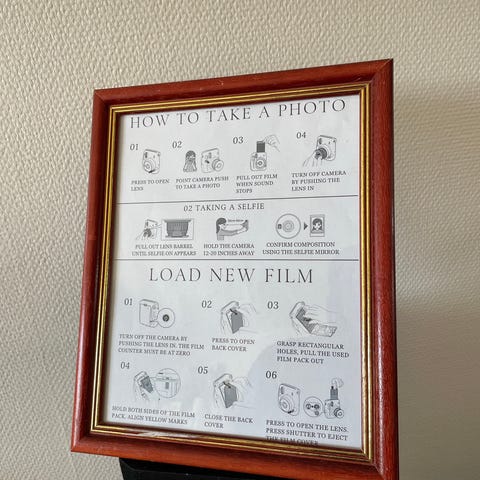 HOW TO TAKE A PHOTO
01
PRESS TO OPEN
LENS
02
POINT CAMERA PUSH
TO TAKE A PHOTO
03
PULL OUT FILM
WHEN SOUND
STOPS
04
TURN OFF CAMERA
BY PUSHING THE
LENS IN
02 TAKING A SELFIE
PULL OUT LENS BARREL
UNTIL SELFIE ON APPEARS
HOLD THE CAMERA
12-20 INCHES AWAY
CONFIRM COMPOSITION
USING THE SELFIE MIRROR
LOAD NEW FILM
01
TURN OFF THE CAMERA BY
PUSHING THE LENS IN. THE FILM
COUNTER MUST BE AT ZERO
02
PRESS TO OPEN
BACK COVER
03
GRASP RECTANGULAR
HOLES, PULL THE USED
FILM PACK OUT
04
HOLD BOTH SIDES OF THE FILM
PACK, ALIGN YELLOW MARKS
05
CLOSE THE BACK
COVER
06
PRESS TO OPEN THE LENS.
PRESS SHUTTER TO EJECT
THE FILM COVER